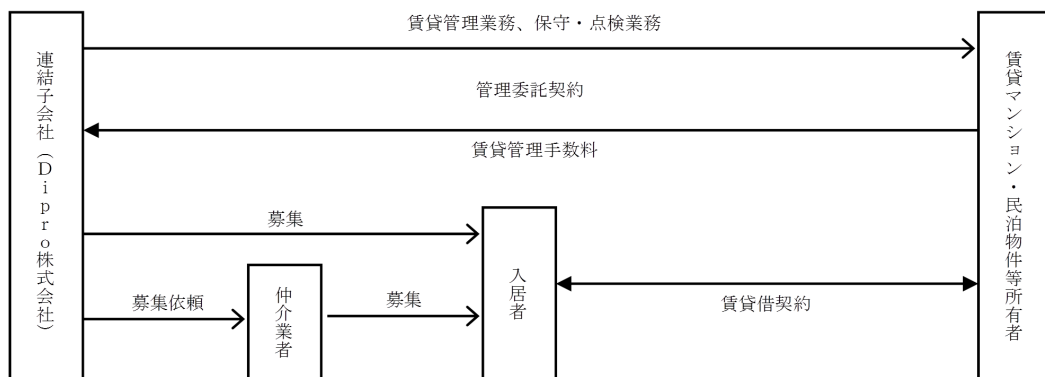 賃貸管理業務、保守・点検業務
連結子会社（Dipro株式会社）
賃貸マンション・民泊物件等所有者
管理委託契約
賃貸管理手数料
募集
入居者
募集依頼
仲介業者
募集
賃貸借契約